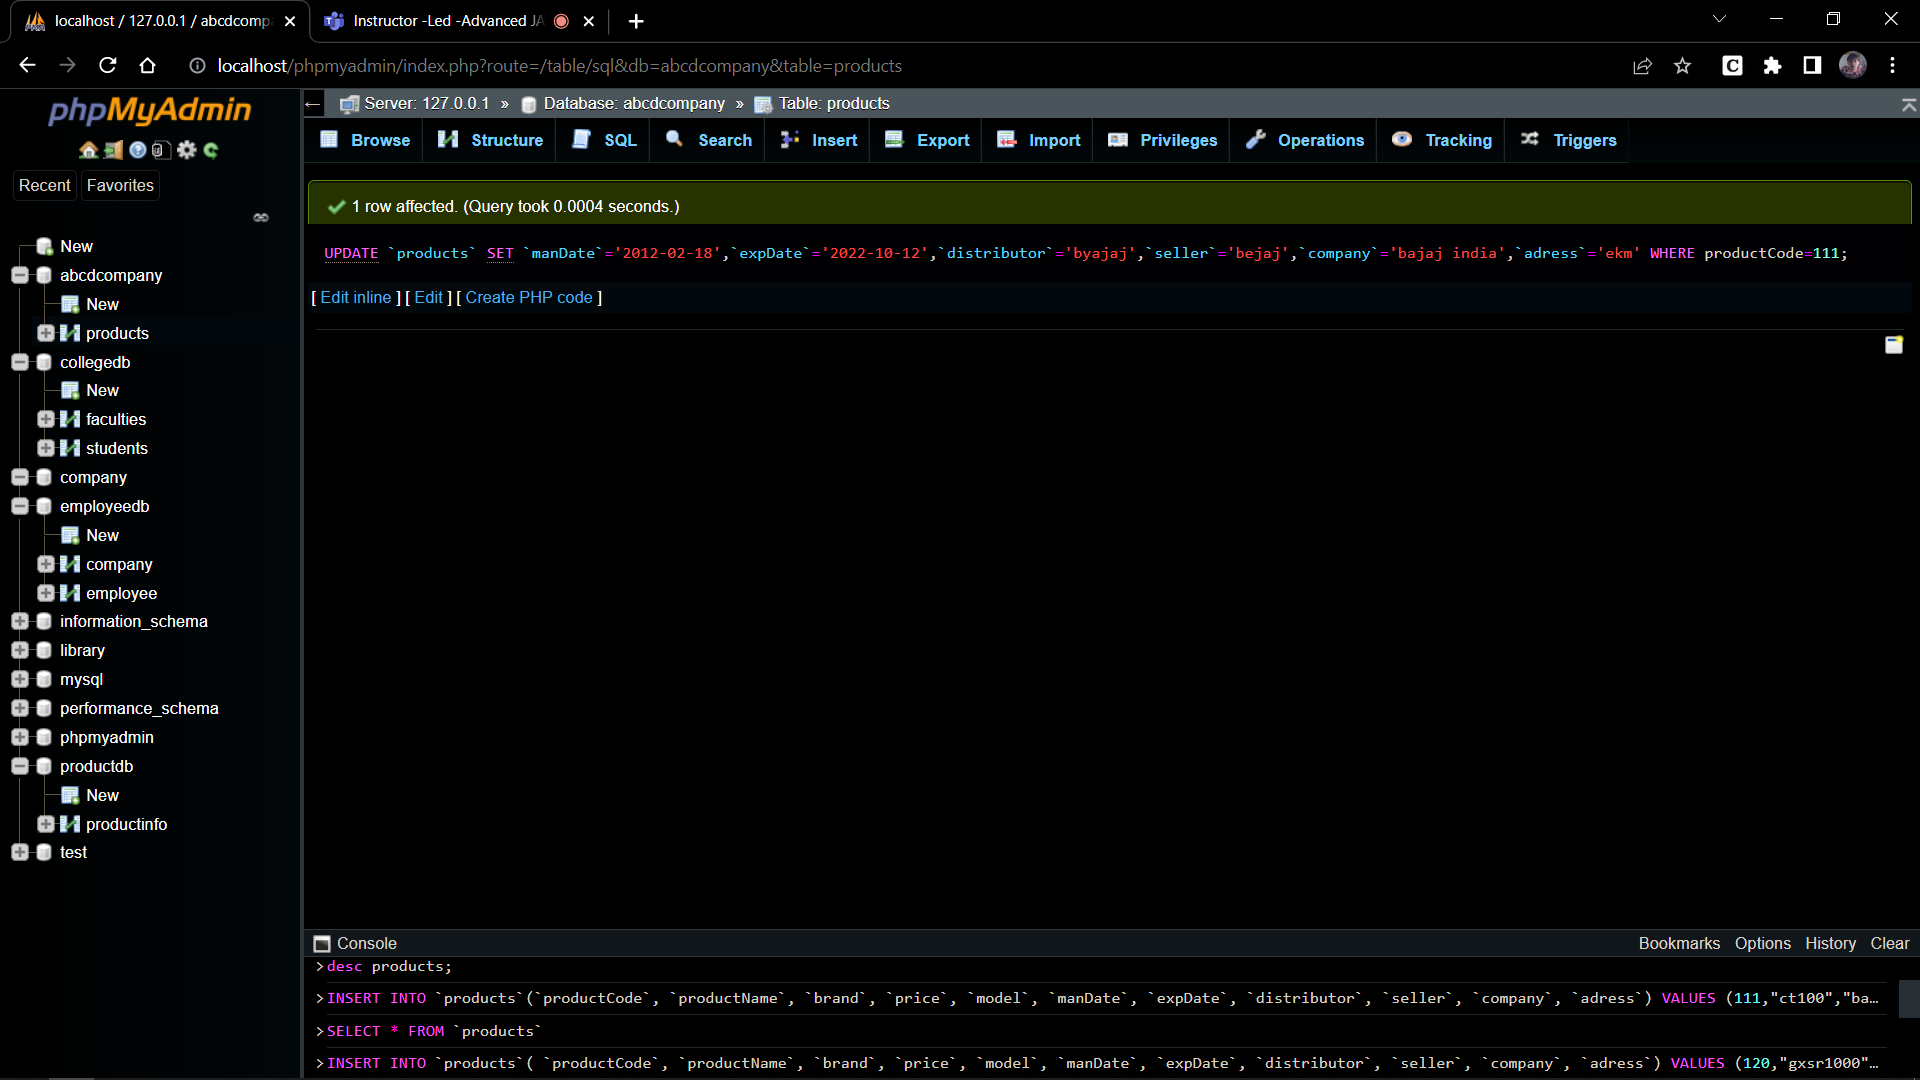 localhost / 127.0.0.1 / abcdcomp
Instructor -Led -Advanced JA
localhost/phpmyadmin/index.php?route=/table/sql&db=abcdcompany&table=products
phpMyAdmin
Recent
Favorites
New
abcdcompany
New
products
collegedb
New
faculties
students
company
employeedb
New
company
employee
information_schema
library
mysql
performance_schema
phpmyadmin
productdb
New
productinfo
test
Server: 127.0.0.1 » Database: abcdcompany » Table: products
Browse Structure SQL Search Insert Export Import Privileges Operations Tracking Triggers
1 row affected. (Query took 0.0004 seconds.)
UPDATE `products` SET `manDate`='2012-02-18',`expDate`='2022-10-12',`distributor`='byajaj',`seller`='bejaj',`company`='bajaj india',`adress`='ekm' WHERE productCode=111;
[ Edit inline ] [ Edit ] [ Create PHP code ]
Console
Bookmarks Options History Clear
>desc products;
>INSERT INTO `products`(`productCode`, `productName`, `brand`, `price`, `model`, `manDate`, `expDate`, `distributor`, `seller`, `company`, `adress`) VALUES (111,"ct100","ba…
>SELECT * FROM `products`
>INSERT INTO `products`( `productCode`, `productName`, `brand`, `price`, `model`, `manDate`, `expDate`, `distributor`, `seller`, `company`, `adress`) VALUES (120,"gxsr1000"…